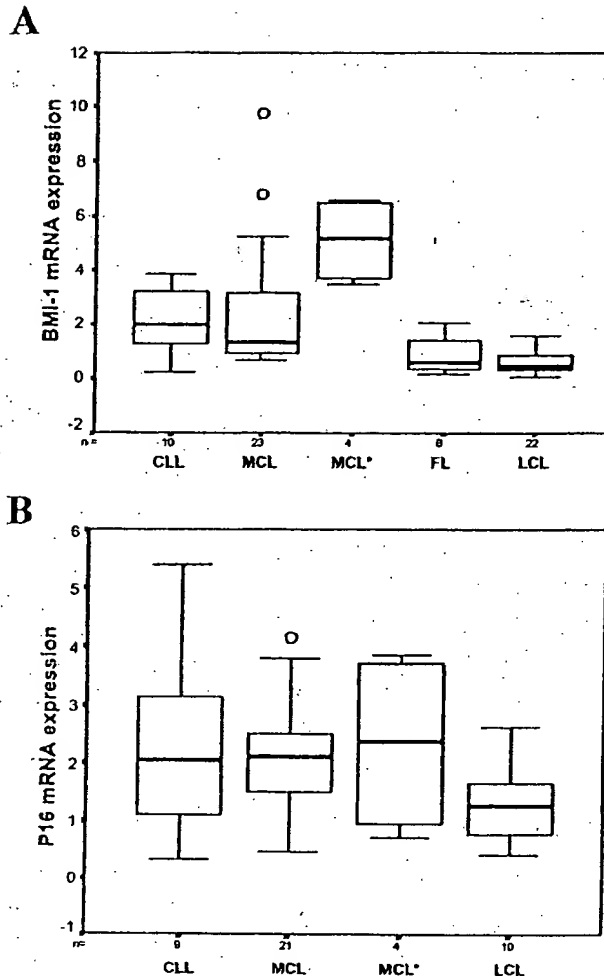 A
BMI-1 mRNA expression
12
10
8
6
4
2
0
-2
n= 10 23 4 8 22
CLL MCL MCL* FL LCL
B
P16 mRNA expression
6
5
4
3
2
1
0
-1
n= 9 21 4 10
CLL MCL MCL* LCL